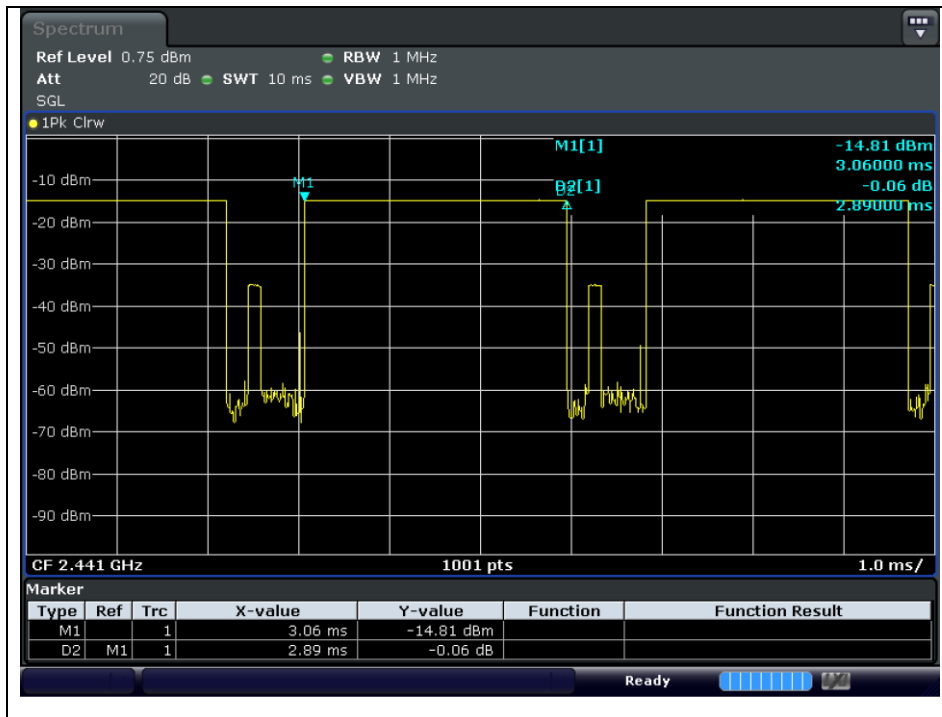 Spectrum
Ref Level 0.75 dBm RBW 1 MHz
Att 20 dB SWT 10 ms VBW 1 MHz
SGL
1Pk Clrw
M1[1] -14.81 dBm
3.06000 ms
-10 dBm M1 D2[1] -0.06 dB
D2 2.89000 ms
-20 dBm
-30 dBm
-40 dBm
-50 dBm
-60 dBm
-70 dBm
-80 dBm
-90 dBm
CF 2.441 GHz 1001 pts 1.0 ms/
Marker
Type Ref Trc X-value Y-value Function Function Result
M1 1 3.06 ms -14.81 dBm
D2 M1 1 2.89 ms -0.06 dB
Ready